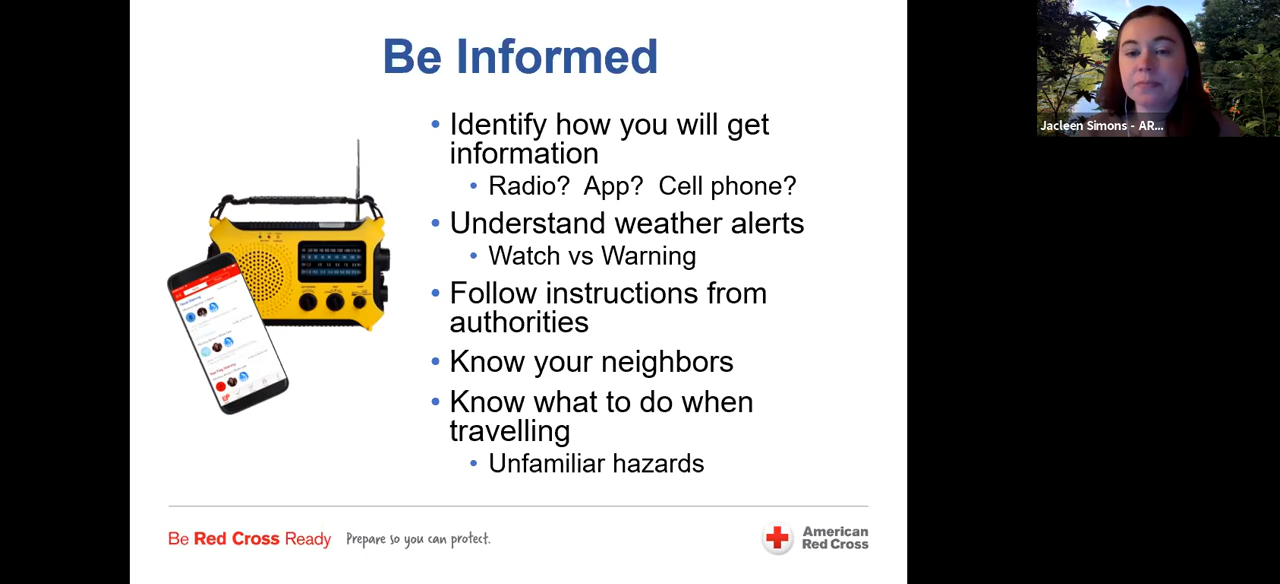 Be Informed
• Identify how you will get
information
• Radio? App? Cell phone?
• Understand weather alerts
• Watch vs Warning
• Follow instructions from
authorities
• Know your neighbors
• Know what to do when
travelling
• Unfamiliar hazards
Be Red Cross Ready
Prepare so you can protect.
American
Red Cross
Jacleen Simons - AR...